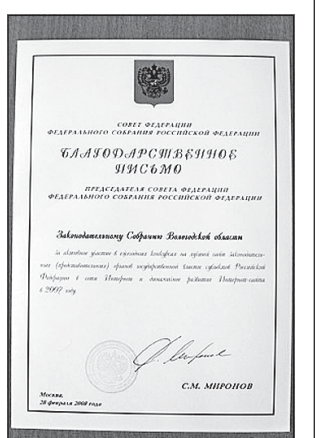 СОВЕТ ФЕДЕРАЦИИ
ФЕДЕРАЛЬНОГО СОБРАНИЯ РОССИЙСКОЙ ФЕДЕРАЦИИ
БЛАГОДАРСТВЕННОЕ
ПИСЬМО
ПРЕДСЕДАТЕЛЯ СОВЕТА ФЕДЕРАЦИИ
ФЕДЕРАЛЬНОГО СОБРАНИЯ РОССИЙСКОЙ ФЕДЕРАЦИИ
Законодательному Собранию Вологодской области
за активное участие в ежегодных конкурсах на лучший сайт законодатель-
ных (представительных) органов государственной власти субъектов Российской
Федерации в сети Интернет и динамичное развитие Интернет-сайта
в 2007 году
С.М. МИРОНОВ
Москва,
28 февраля 2008 года